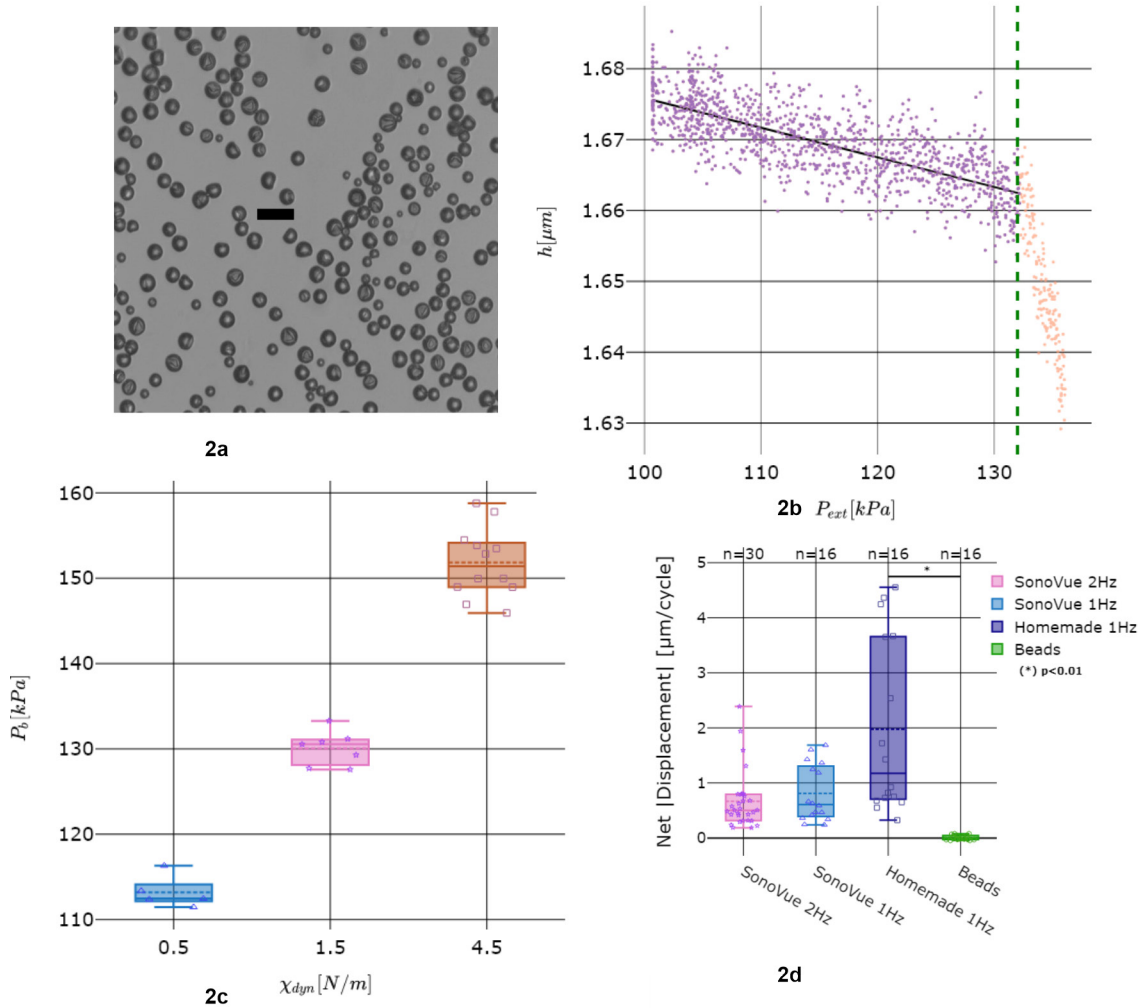 2a
1.68
1.67
1.66
1.65
1.64
1.63
h[μm]
100
110
120
130
2b
P_ext[kPa]
160
150
140
130
120
110
P_b[kPa]
0.5
1.5
4.5
χ_dyn[N/m]
2c
n=30
n=16
n=16
n=16
*
5
4
3
2
1
0
Net |Displacement| [μm/cycle]
SonoVue 2Hz
SonoVue 1Hz
Homemade 1Hz
Beads
SonoVue 2Hz
SonoVue 1Hz
Homemade 1Hz
Beads
(*) p<0.01
2d